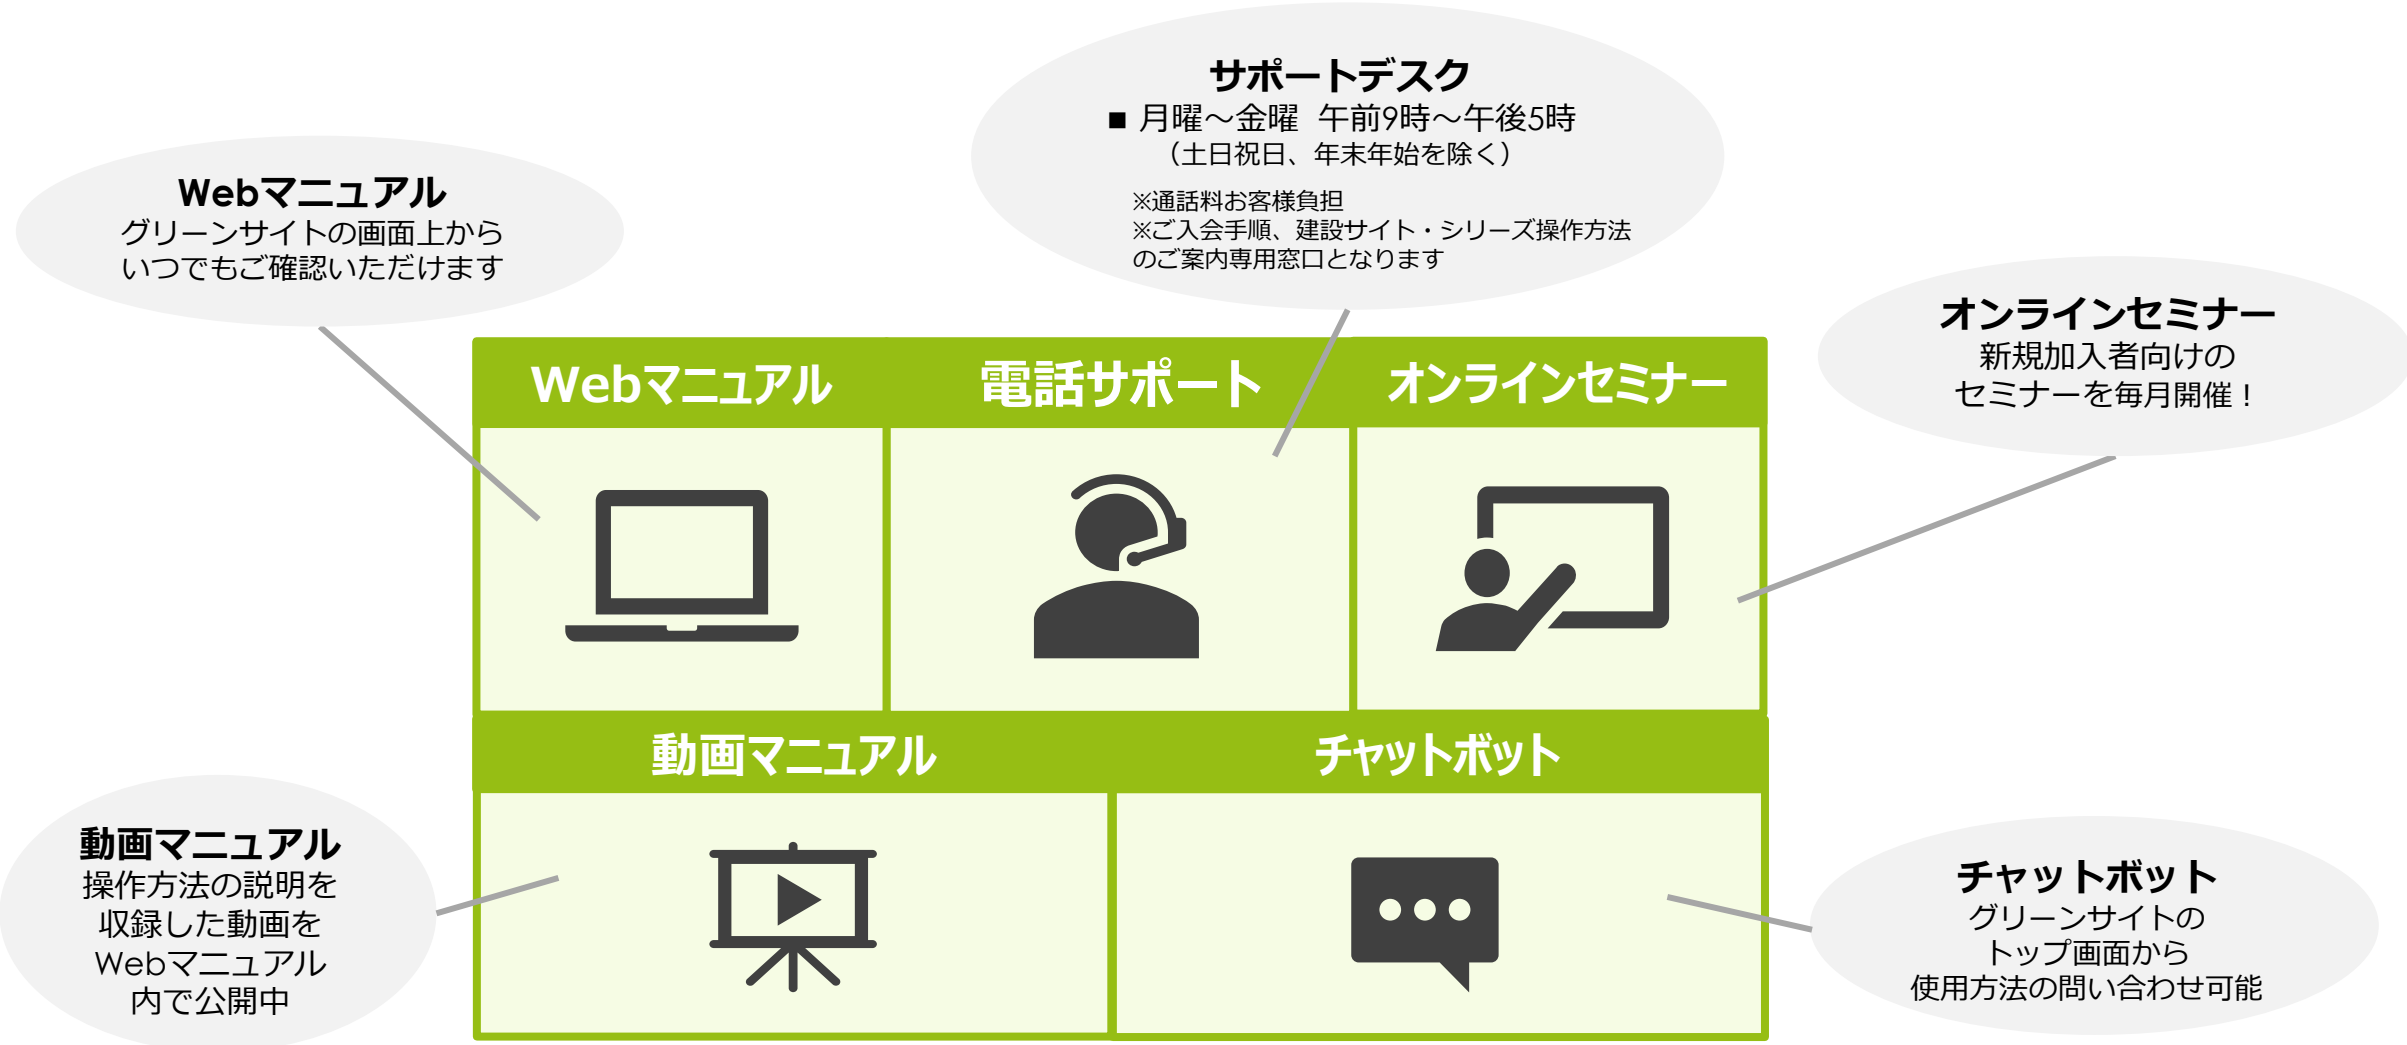 サポートデスク
■ 月曜～金曜 午前9時～午後5時
（土日祝日、年末年始を除く）
※通話料お客様負担
※ご入会手順、建設サイト・シリーズ操作方法
のご案内専用窓口となります
Webマニュアル
グリーンサイトの画面上から
いつでもご確認いただけます
オンラインセミナー
新規加入者向けの
セミナーを毎月開催！
Webマニュアル
電話サポート
オンラインセミナー
動画マニュアル
チャットボット
動画マニュアル
操作方法の説明を
収録した動画を
Webマニュアル
内で公開中
チャットボット
グリーンサイトの
トップ画面から
使用方法の問い合わせ可能